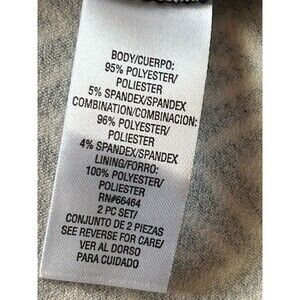 BODY/CUERPO:
95% POLYESTER/
POLIESTER
5% SPANDEX/SPANDEX
COMBINATION/COMBINACION:
96% POLYESTER/
POLIESTER
4% SPANDEX/SPANDEX
LINING/FORRO:
100% POLYESTER/
POLIESTER
RN#66464
2 PC SET/
CONJUNTO DE 2 PIEZAS
SEE REVERSE FOR CARE/
VER AL DORSO
PARA CUIDADO